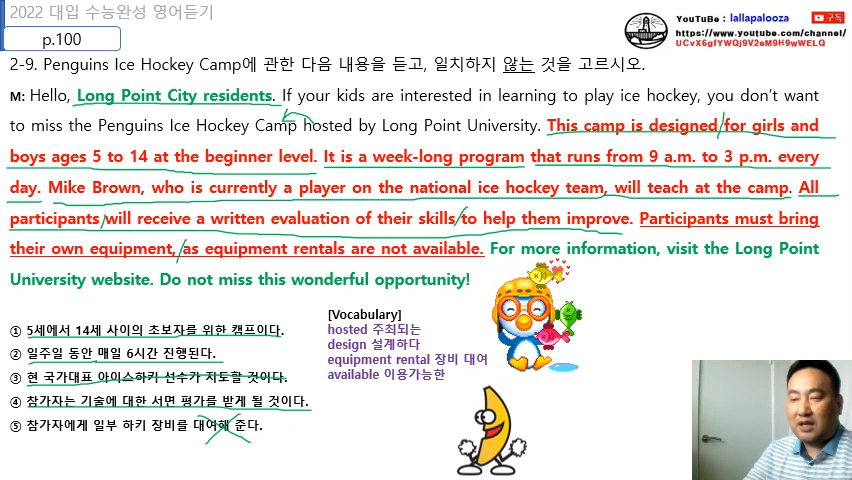 2022 대입 수능완성 영어듣기
p.100
YouTuBe : lallapalooza
구독
https://www.youtube.com/channel/
UCvX6gfYWQj9V2eM9H9wWELQ
2-9. Penguins Ice Hockey Camp에 관한 다음 내용을 듣고, 일치하지 않는 것을 고르시오.
M: Hello, Long Point City residents. If your kids are interested in learning to play ice hockey, you don't want
to miss the Penguins Ice Hockey Camp hosted by Long Point University. This camp is designed for girls and
boys ages 5 to 14 at the beginner level. It is a week-long program that runs from 9 a.m. to 3 p.m. every
day. Mike Brown, who is currently a player on the national ice hockey team, will teach at the camp. All
participants will receive a written evaluation of their skills to help them improve. Participants must bring
their own equipment, as equipment rentals are not available. For more information, visit the Long Point
University website. Do not miss this wonderful opportunity!
① 5세에서 14세 사이의 초보자를 위한 캠프이다.
② 일주일 동안 매일 6시간 진행된다.
③ 현 국가대표 아이스하키 선수가 지도할 것이다.
④ 참가자는 기술에 대한 서면 평가를 받게 될 것이다.
⑤ 참가자에게 일부 하키 장비를 대여해 준다.
[Vocabulary]
hosted 주최되는
design 설계하다
equipment rental 장비 대여
available 이용가능한